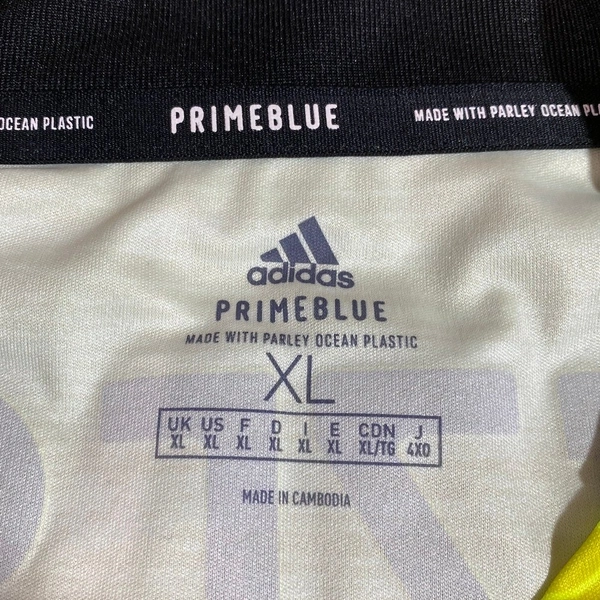 OCEAN PLASTIC PRIMEBLUE MADE WITH PARLEY OCEAN PL
adidas
PRIMEBLUE
MADE WITH PARLEY OCEAN PLASTIC
XL
UK US F D I E CDN J
XL XL XL XL XL XL XL/TG 4XO
MADE IN CAMBODIA